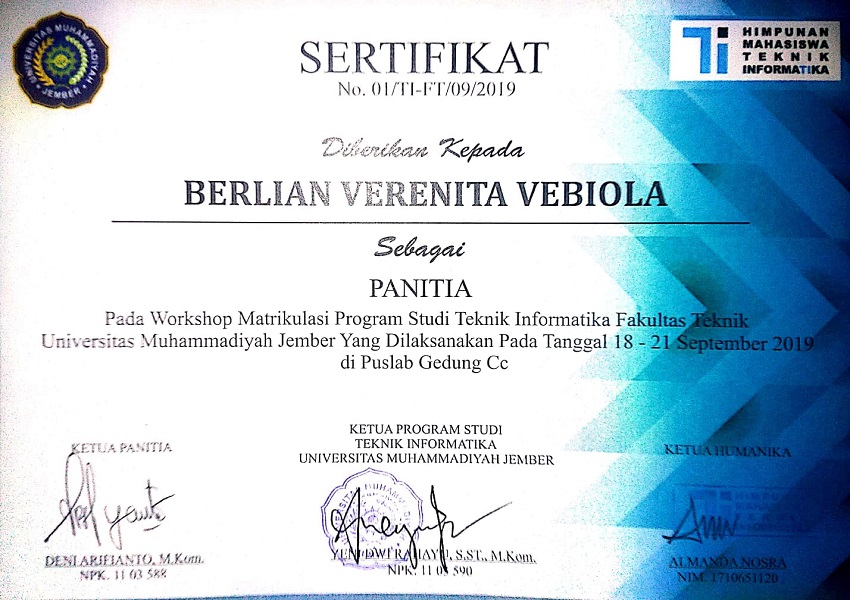 UNIVERSITAS MUHAMMADIYAH
JEMBER
HIMPUNAN
MAHASISWA
TEKNIK
INFORMATIKA
SERTIFIKAT
No. 01/TI-FT/09/2019
Diberikan Kepada
BERLIAN VERENITA VEBIOLA
Sebagai
PANITIA
Pada Workshop Matrikulasi Program Studi Teknik Informatika Fakultas Teknik
Universitas Muhammadiyah Jember Yang Dilaksanakan Pada Tanggal 18 - 21 September 2019
di Puslab Gedung Cc
KETUA PANITIA
DENI ARIFIANTO, M.Kom.
NPK. 11 03 588
KETUA PROGRAM STUDI
TEKNIK INFORMATIKA
UNIVERSITAS MUHAMMADIYAH JEMBER
DWI RAHAYU, S.ST., M.Kom.
NPK. 11 03 590
KETUA HUMANIKA
ALMANDA NOSRA
NIM. 1710651120